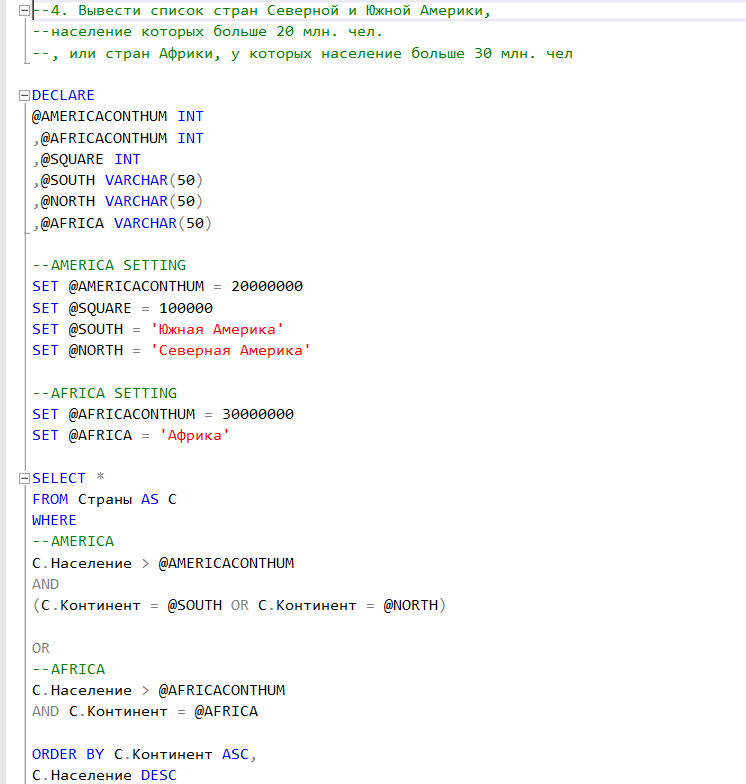 --4. Вывести список стран Северной и Южной Америки,
--население которых больше 20 млн. чел.
--, или стран Африки, у которых население больше 30 млн. чел
DECLARE
@AMERICACONTHUM INT
,@AFRICACONTHUM INT
,@SQUARE INT
,@SOUTH VARCHAR(50)
,@NORTH VARCHAR(50)
,@AFRICA VARCHAR(50)
--AMERICA SETTING
SET @AMERICACONTHUM = 20000000
SET @SQUARE = 100000
SET @SOUTH = 'Южная Америка'
SET @NORTH = 'Северная Америка'
--AFRICA SETTING
SET @AFRICACONTHUM = 30000000
SET @AFRICA = 'Африка'
SELECT *
FROM Страны AS C
WHERE
--AMERICA
C.Население > @AMERICACONTHUM
AND
(C.Континент = @SOUTH OR C.Континент = @NORTH)
OR
--AFRICA
C.Население > @AFRICACONTHUM
AND C.Континент = @AFRICA
ORDER BY C.Континент ASC,
C.Население DESC